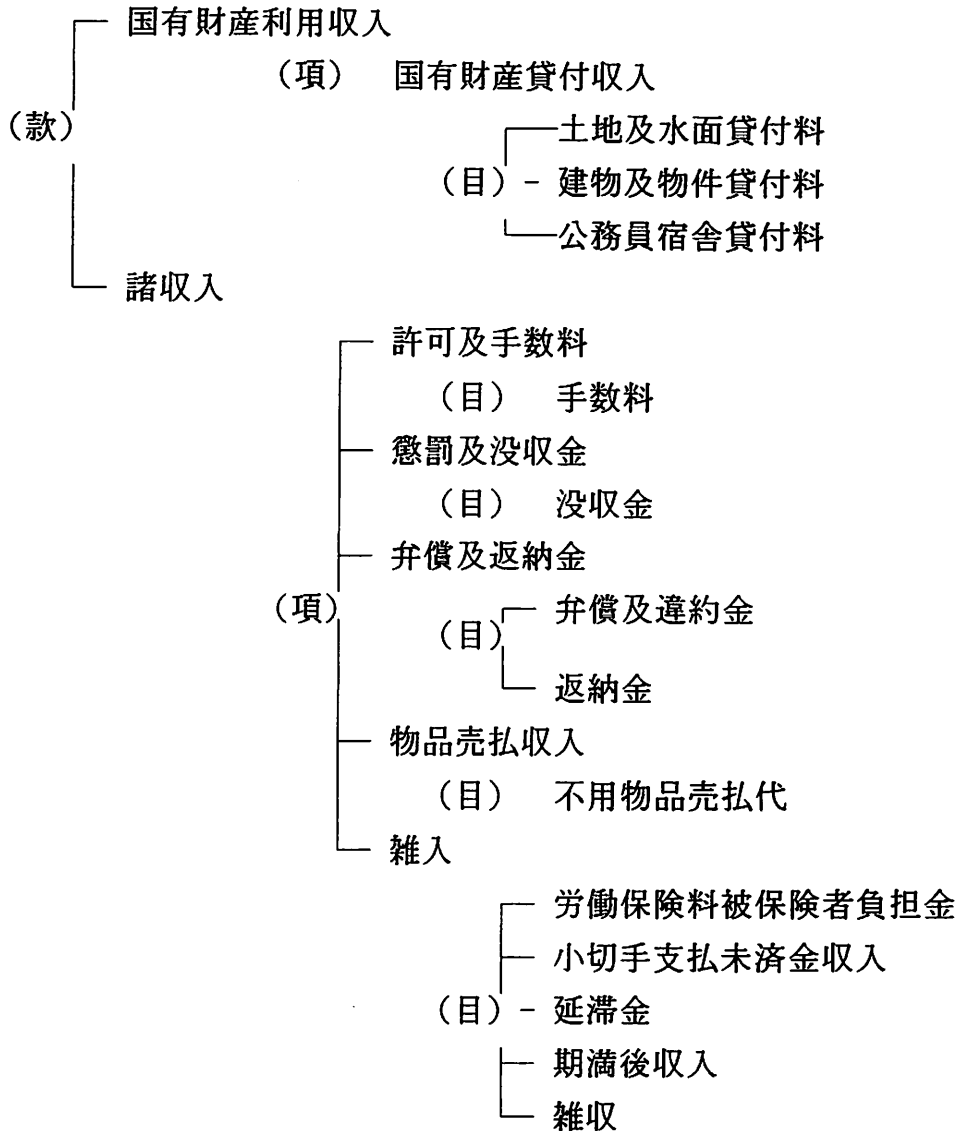 国有財産利用収入
(項) 国有財産貸付収入
(款)
土地及水面貸付料
(目) 建物及物件貸付料
公務員宿舎貸付料
諸収入
許可及手数料
(目) 手数料
懲罰及没収金
(目) 没収金
弁償及返納金
(項)
弁償及違約金
(目)
返納金
物品売払収入
(目) 不用物品売払代
雑入
労働保険料被保険者負担金
小切手支払未済金収入
(目) 延滞金
期満後収入
雑収